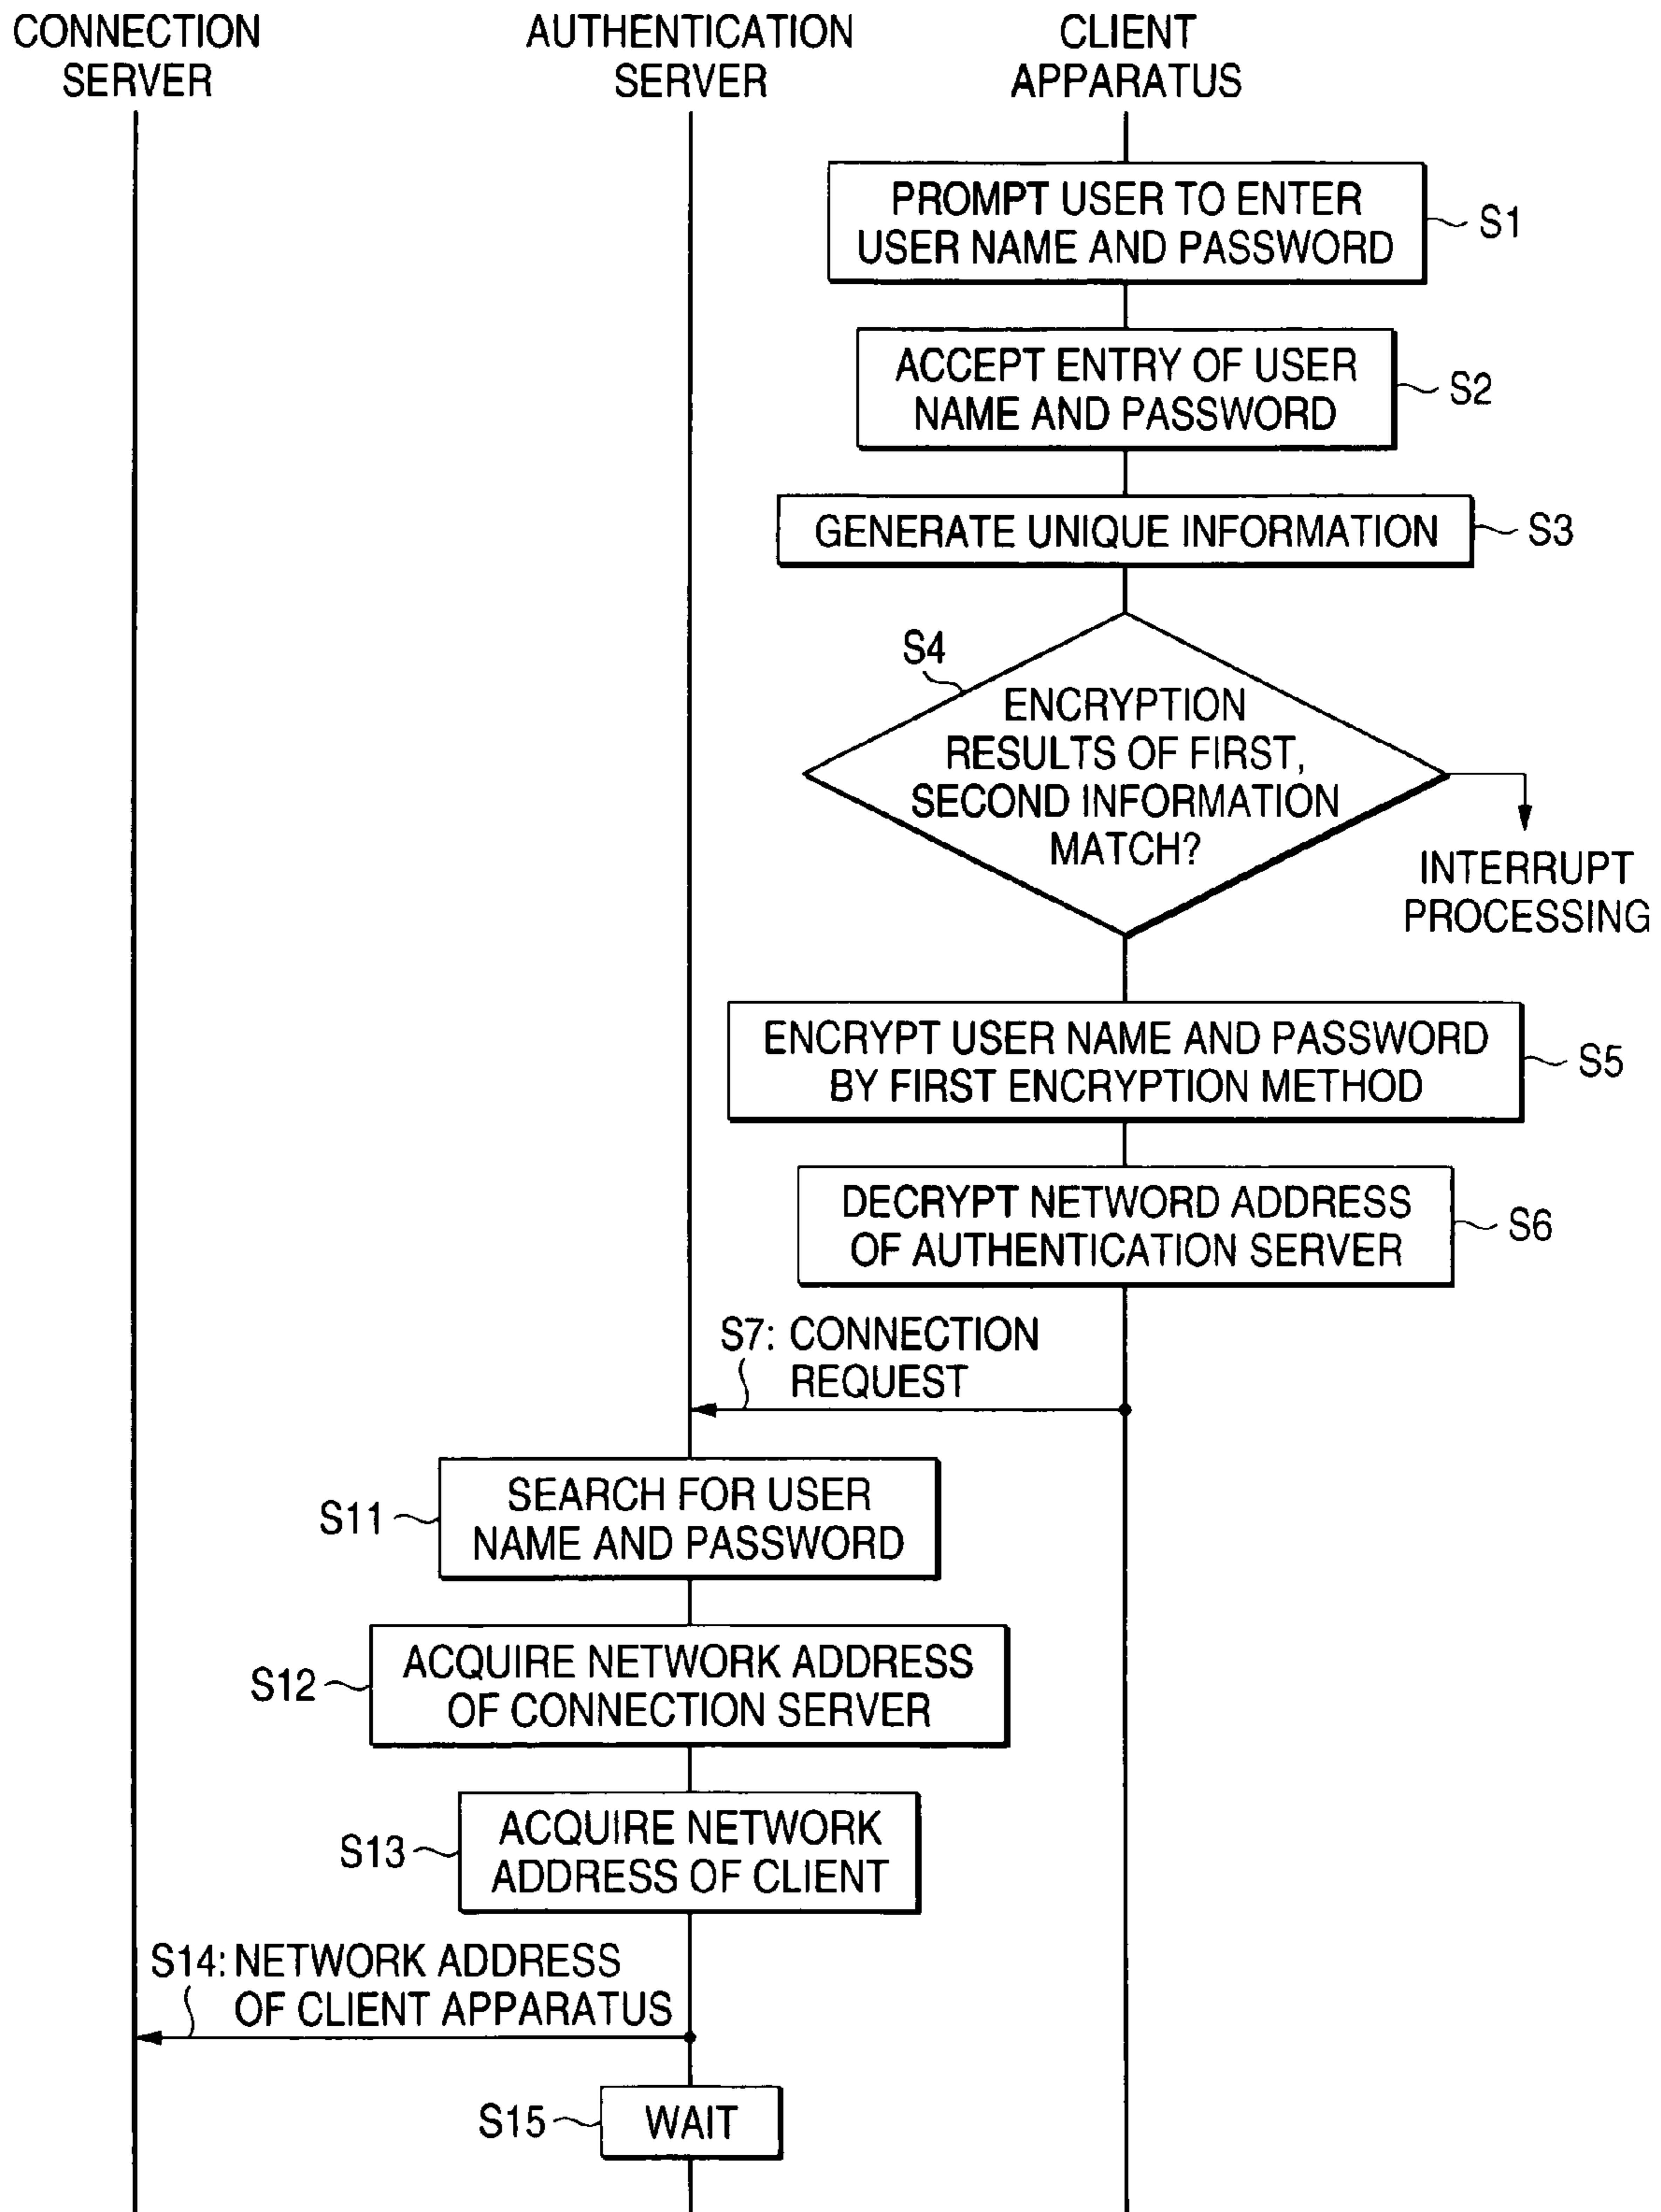 CONNECTION
SERVER
AUTHENTICATION
SERVER
CLIENT
APPARATUS
PROMPT USER TO ENTER
USER NAME AND PASSWORD
S1
ACCEPT ENTRY OF USER
NAME AND PASSWORD
S2
GENERATE UNIQUE INFORMATION
S3
S4
ENCRYPTION
RESULTS OF FIRST,
SECOND INFORMATION
MATCH?
INTERRUPT
PROCESSING
ENCRYPT USER NAME AND PASSWORD
BY FIRST ENCRYPTION METHOD
S5
DECRYPT NETWORD ADDRESS
OF AUTHENTICATION SERVER
S6
S7: CONNECTION
REQUEST
S11
SEARCH FOR USER
NAME AND PASSWORD
S12
ACQUIRE NETWORK ADDRESS
OF CONNECTION SERVER
S13
ACQUIRE NETWORK
ADDRESS OF CLIENT
S14: NETWORK ADDRESS
OF CLIENT APPARATUS
S15
WAIT